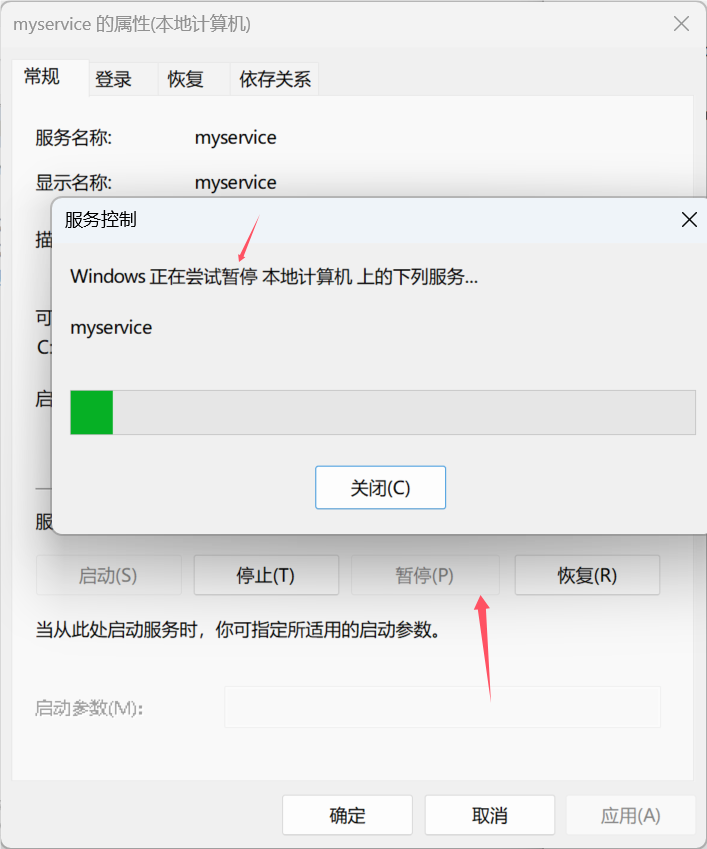 myservice 的属性(本地计算机)
常规 登录 恢复 依存关系
服务名称: myservice
显示名称: myservice
服务控制
描
Windows 正在尝试暂停 本地计算机 上的下列服务...
可
myservice
C:
启
关闭(C)
服
启动(S) 停止(T) 暂停(P) 恢复(R)
当从此处启动服务时，你可指定所适用的启动参数。
启动参数(M):
确定 取消 应用(A)